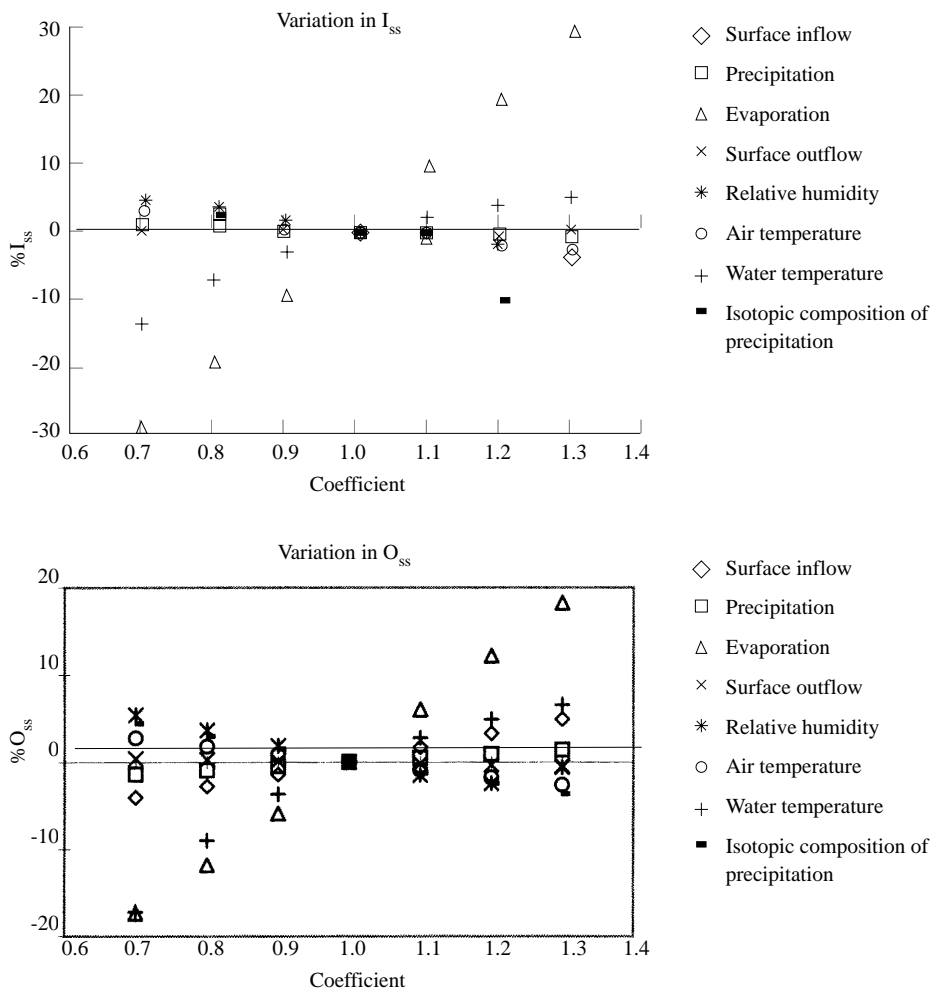 Variation in Iss
30
20
10
0
-10
-20
-30
%Iss
0.6 0.7 0.8 0.9 1.0 1.1 1.2 1.3 1.4
Coefficient
Surface inflow
Precipitation
Evaporation
Surface outflow
Relative humidity
Air temperature
Water temperature
Isotopic composition of
precipitation
Variation in Oss
20
10
0
-10
-20
%Oss
0.6 0.7 0.8 0.9 1.0 1.1 1.2 1.3 1.4
Coefficient
Surface inflow
Precipitation
Evaporation
Surface outflow
Relative humidity
Air temperature
Water temperature
Isotopic composition of
precipitation